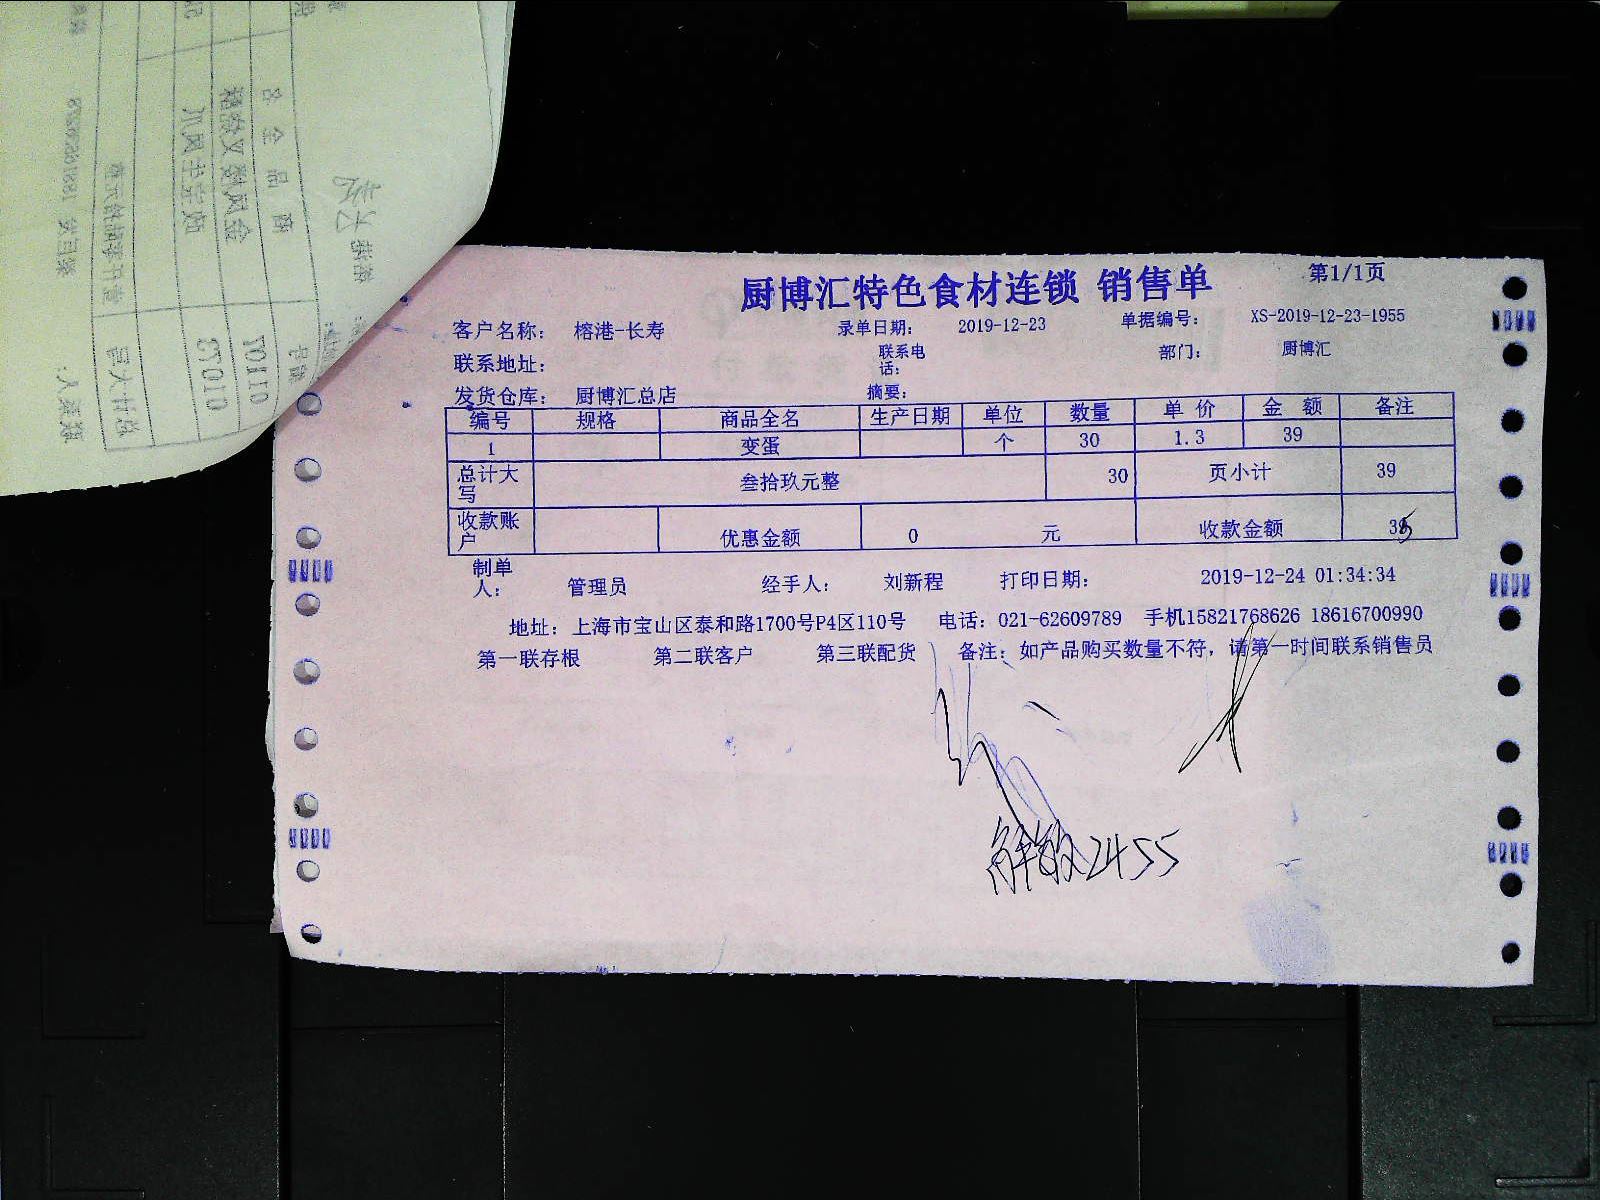 厨博汇特色食材连锁 销售单 第1/1页
客户名称： 榕港-长寿 录单日期： 2019-12-23 单据编号： XS-2019-12-23-1955
联系地址： 联系电话： 部门： 厨博汇
发货仓库： 厨博汇总店 摘要：
编号 规格 商品全名 生产日期 单位 数量 单 价 金 额 备注
1 变蛋 个 30 1.3 39
总计大写 叁拾玖元整 30 页小计 39
收款账户 优惠金额 0 元 收款金额
制单人： 管理员 经手人： 刘新程 打印日期： 2019-12-24 01:34:34
地址：上海市宝山区泰和路1700号P4区110号 电话：021-62609789 手机15821768626 18616700990
第一联存根 第二联客户 第三联配货 备注：如产品购买数量不符，请第一时间联系销售员
2455